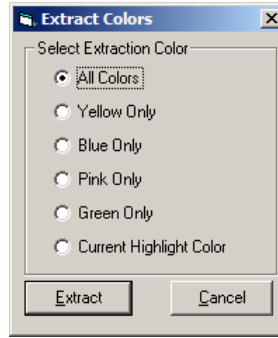 Extract Colors
Select Extraction Color
All Colors
Yellow Only
Blue Only
Pink Only
Green Only
Current Highlight Color
Extract Cancel